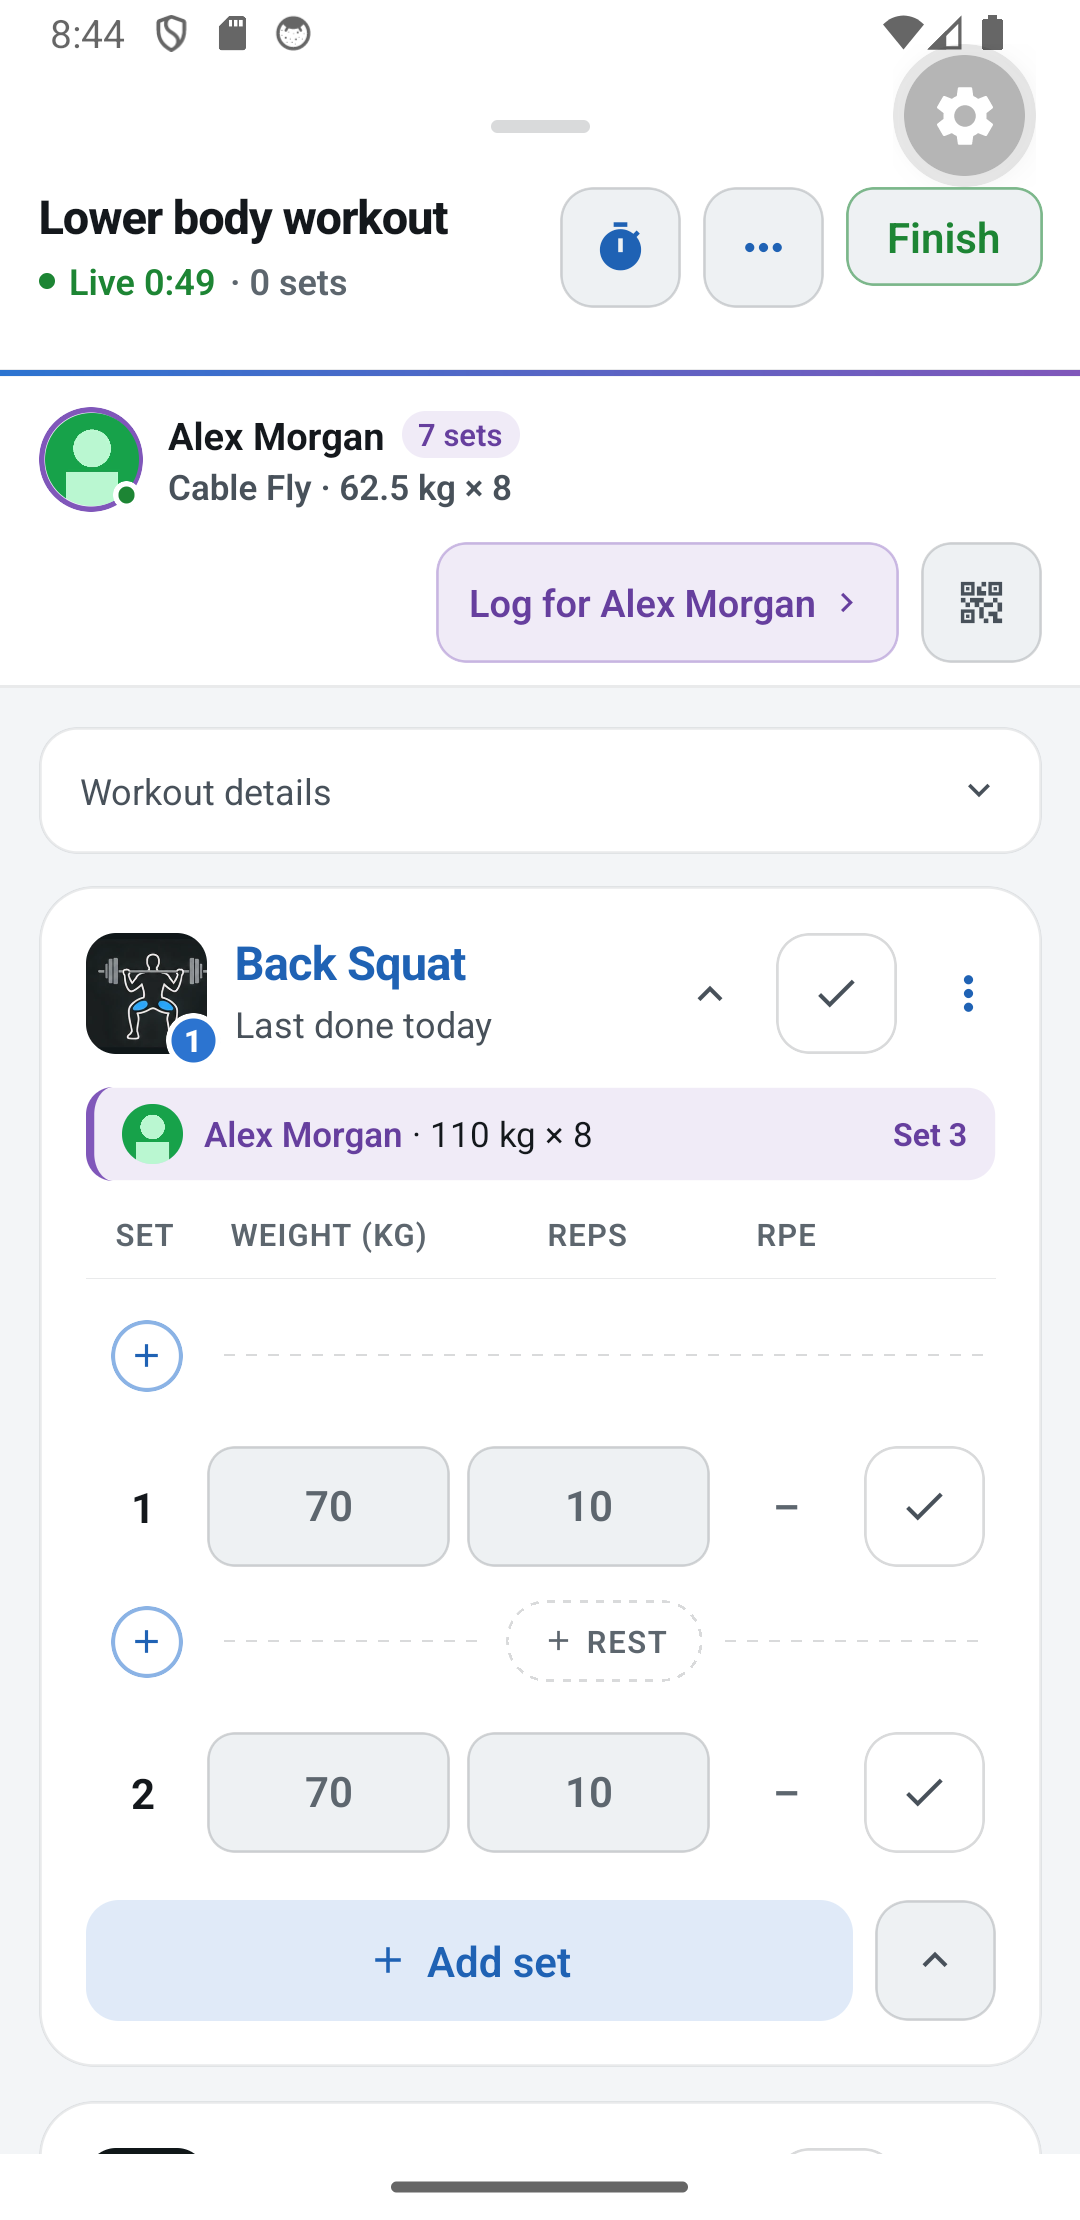 8:44
Lower body workout
Live 0:49 · 0 sets
Finish
Alex Morgan 7 sets
Cable Fly · 62.5 kg × 8
Log for Alex Morgan
Workout details
Back Squat
Last done today
1
Alex Morgan · 110 kg × 8 Set 3
SET WEIGHT (KG) REPS RPE
1 70 10 –
+ REST
2 70 10 –
+ Add set